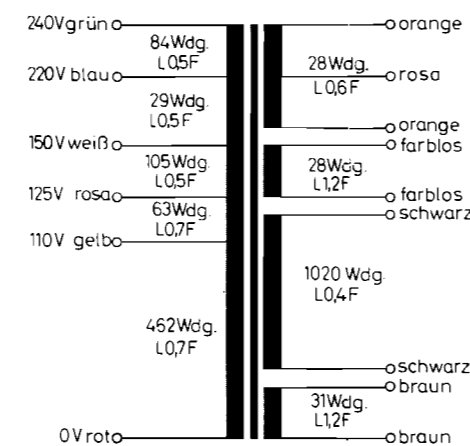 240V grün
84Wdg.
L0,5F
220V blau
29Wdg.
L0,5F
150V weiß
105Wdg.
L0,5F
125V rosa
63Wdg.
L0,7F
110V gelb
462Wdg.
L0,7F
0V rot
orange
28Wdg.
L0,6F
rosa
orange
farblos
28Wdg.
L1,2F
farblos
schwarz
1020 Wdg.
L0,4F
schwarz
braun
31Wdg.
L1,2F
braun